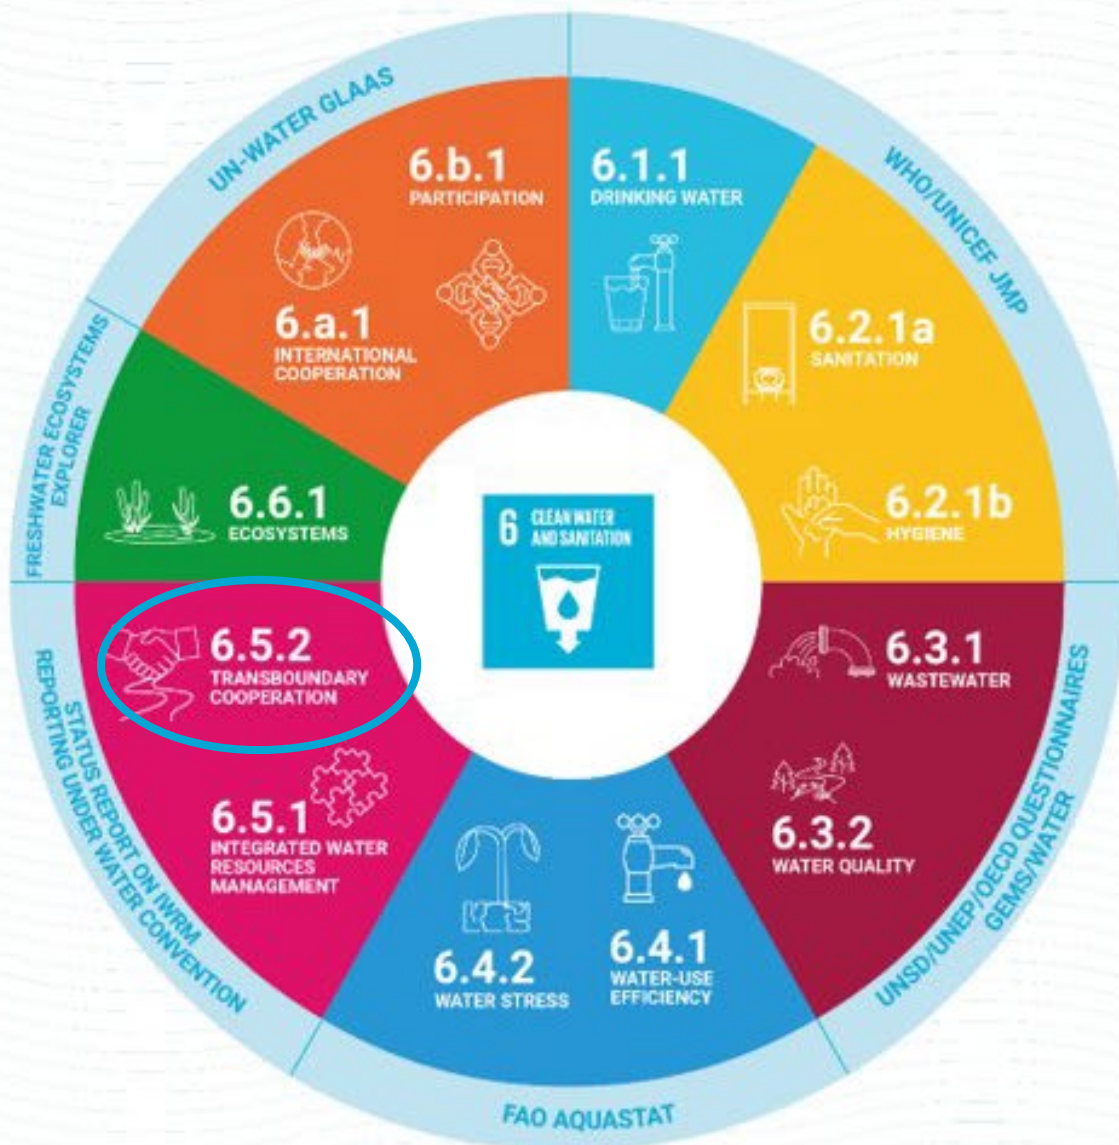 UN-WATER GLAAS
6.b.1
PARTICIPATION
6.a.1
INTERNATIONAL
COOPERATION
6.1.1
DRINKING WATER
WHO/UNICEF JMP
6.2.1a
SANITATION
6.2.1b
HYGIENE
FRESHWATER ECOSYSTEMS
EXPLORER
6.6.1
ECOSYSTEMS
6 CLEAN WATER
AND SANITATION
6.5.2
TRANSBOUNDARY
COOPERATION
6.5.1
INTEGRATED WATER
RESOURCES
MANAGEMENT
STATUS REPORT ON IWRM
REPORTING UNDER WATER CONVENTION
6.3.1
WASTEWATER
6.3.2
WATER QUALITY
UNSD/UNEP/OECD QUESTIONNAIRES
GEMS/WATER
6.4.2
WATER STRESS
6.4.1
WATER-USE
EFFICIENCY
FAO AQUASTAT